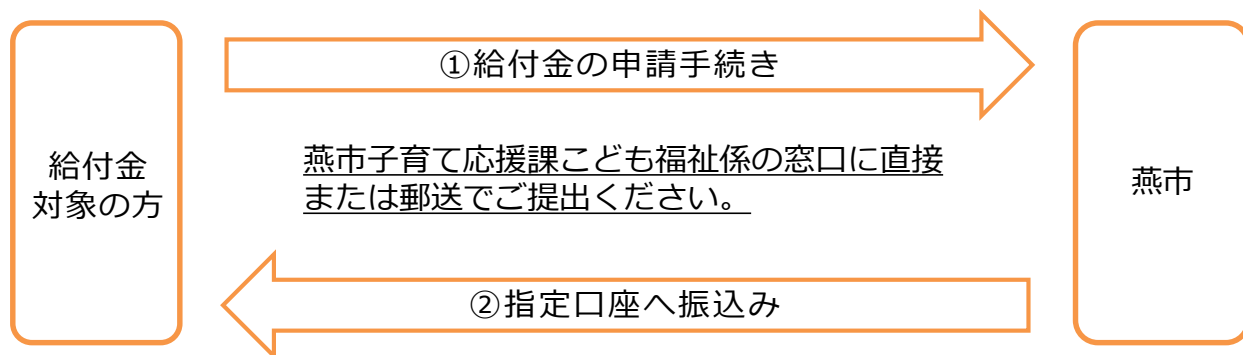 ①給付金の申請手続き
給付金
対象の方
燕市子育て応援課こども福祉係の窓口に直接
または郵送でご提出ください。
燕市
②指定口座へ振込み